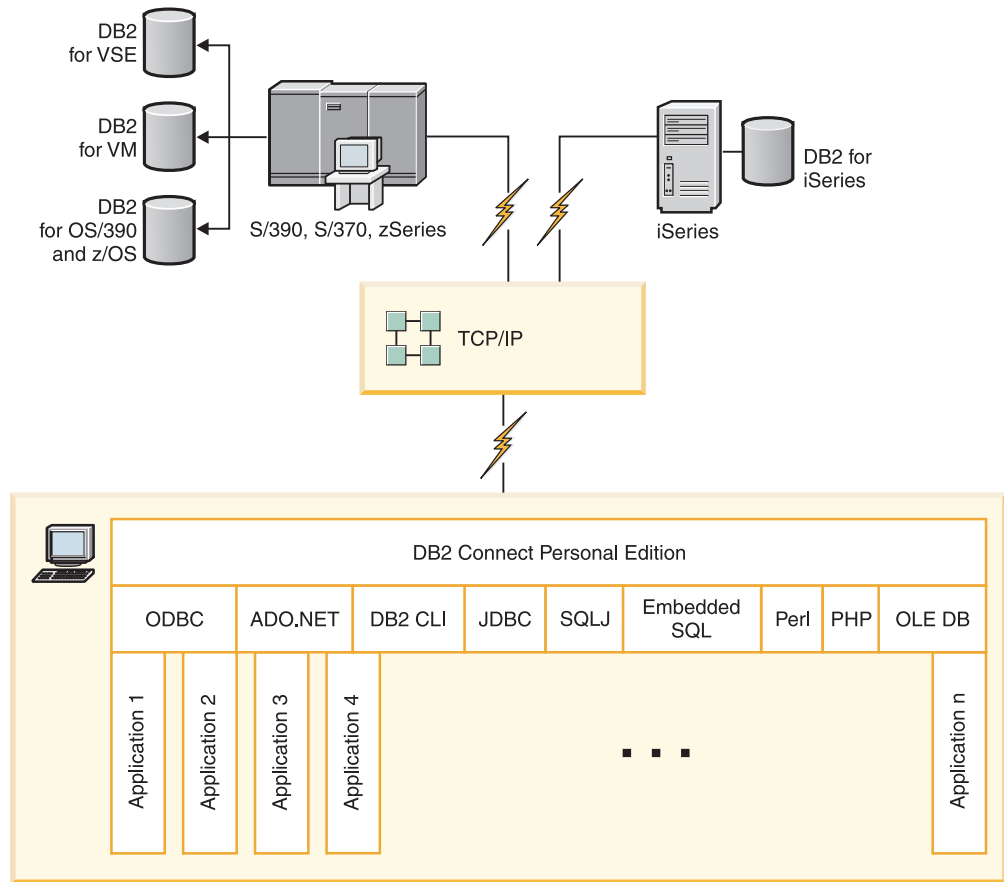 DB2
for VSE
DB2
for VM
DB2
for OS/390
and z/OS
S/390, S/370, zSeries
iSeries
DB2 for
iSeries
TCP/IP
DB2 Connect Personal Edition
ODBC
ADO.NET
DB2 CLI
JDBC
SQLJ
Embedded
SQL
Perl
PHP
OLE DB
Application 1
Application 2
Application 3
Application 4
. . .
Application n